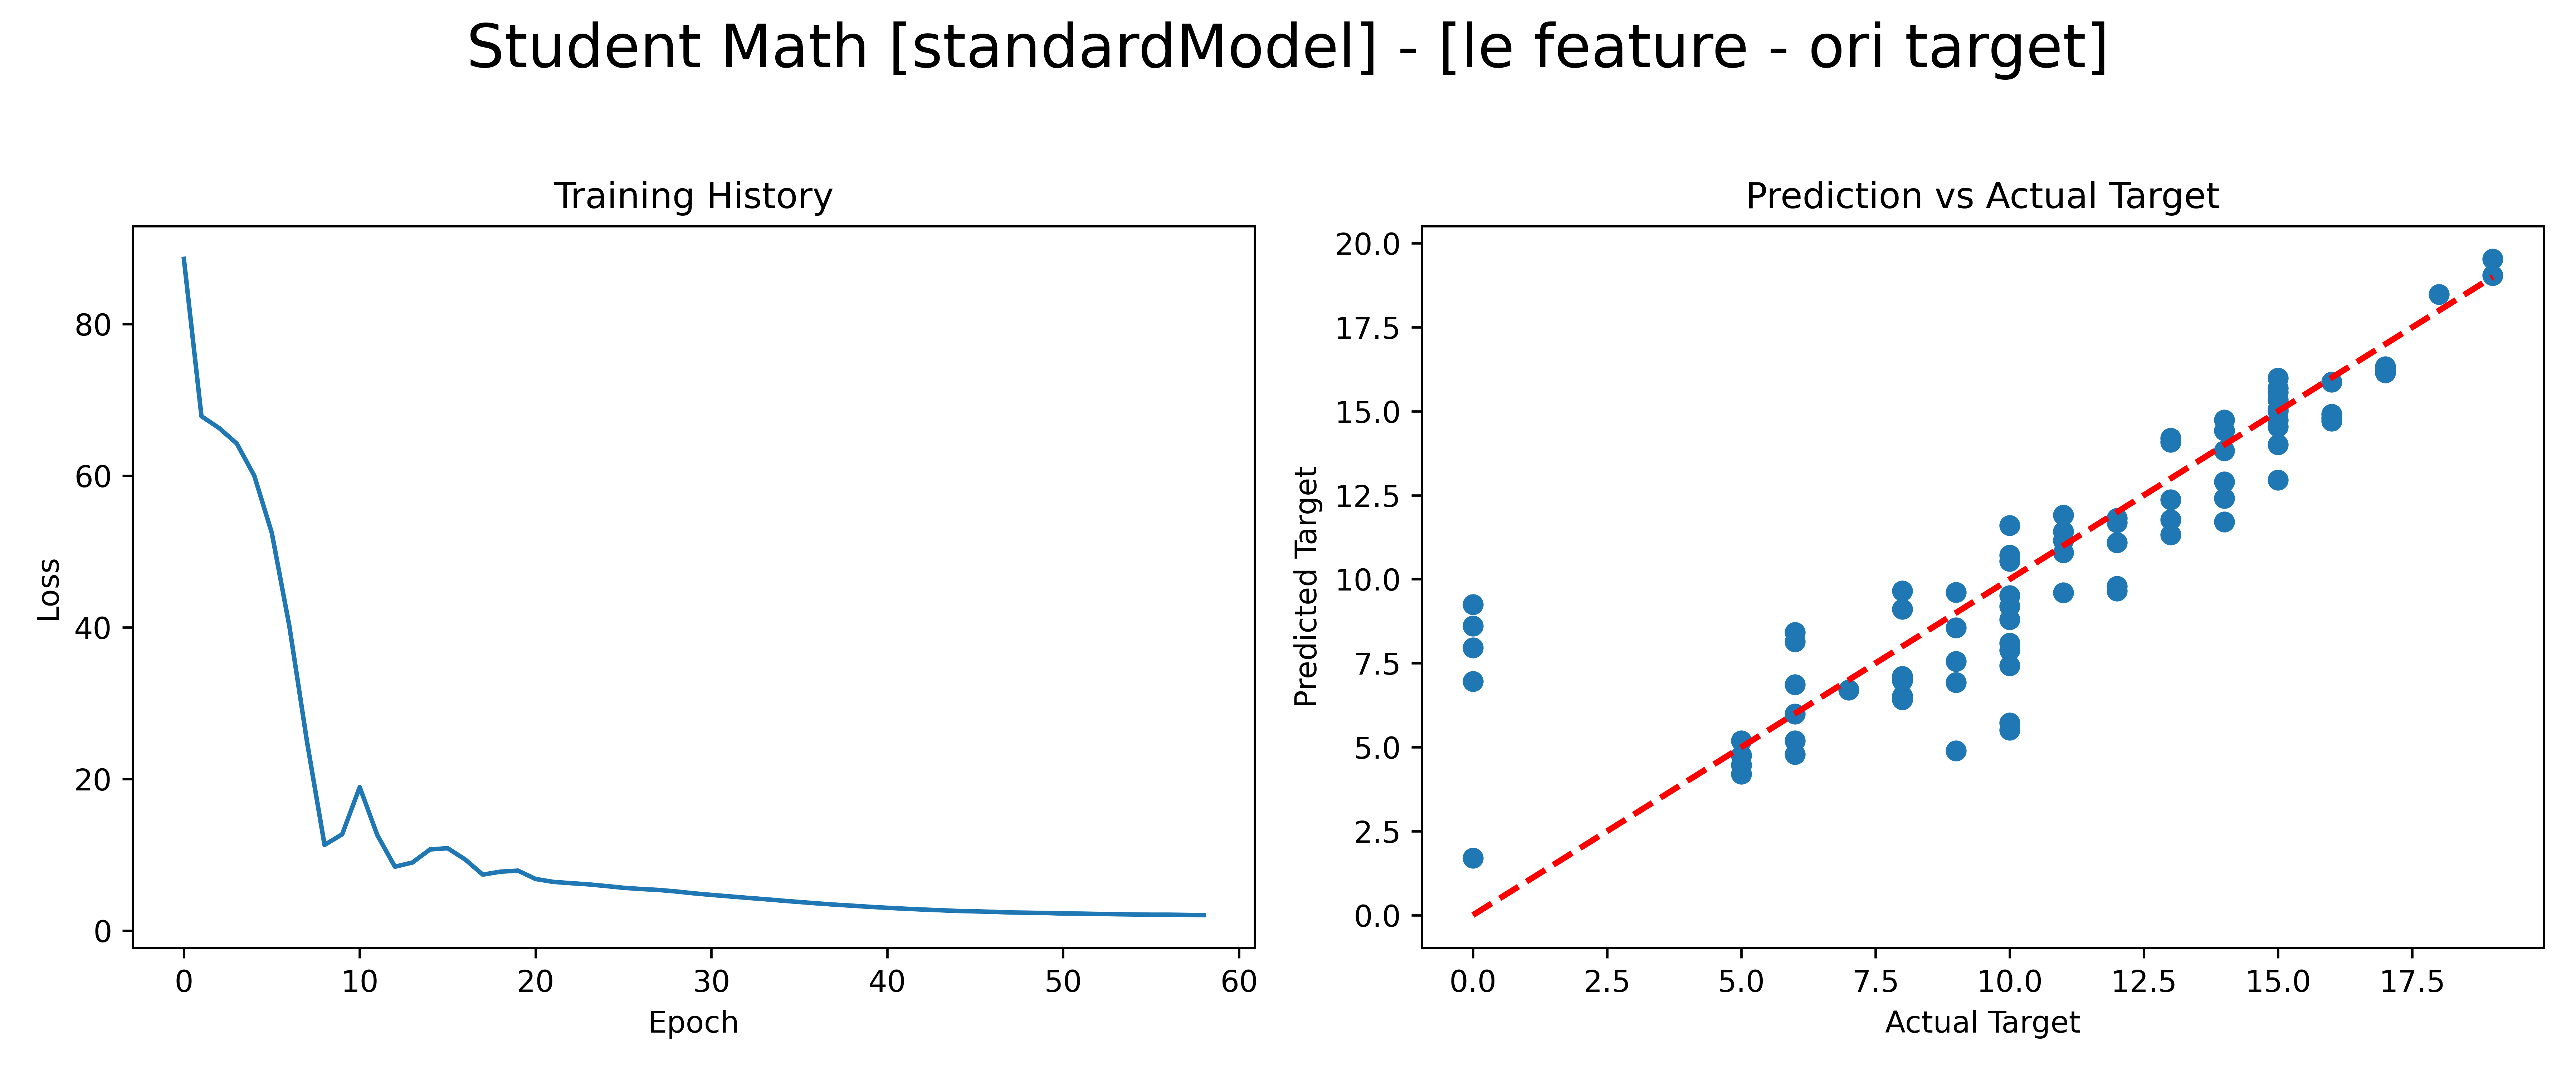 Student Math [standardModel] - [le feature - ori target]
Training History
Loss
80
60
40
20
0
0 10 20 30 40 50 60
Epoch
Prediction vs Actual Target
Predicted Target
20.0
17.5
15.0
12.5
10.0
7.5
5.0
2.5
0.0
0.0 2.5 5.0 7.5 10.0 12.5 15.0 17.5
Actual Target